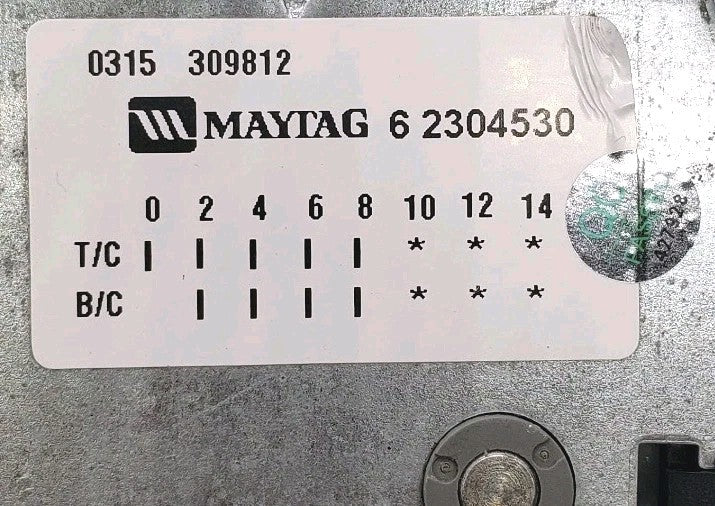 0315 309812
MAYTAG 6 2304530
0 2 4 6 8 10 12 14
T/C | | | | | * * *
B/C | | | | * * *